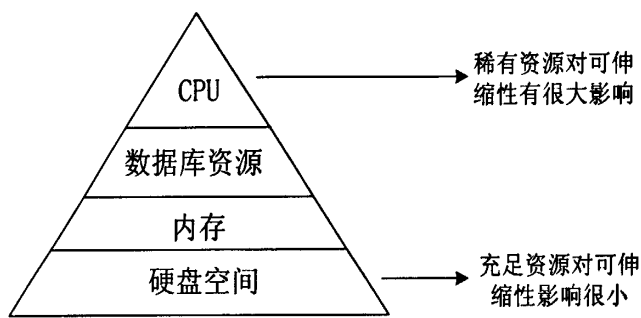 CPU
稀有资源对可伸
缩性有很大影响
数据库资源
内存
硬盘空间
充足资源对可伸
缩性影响很小